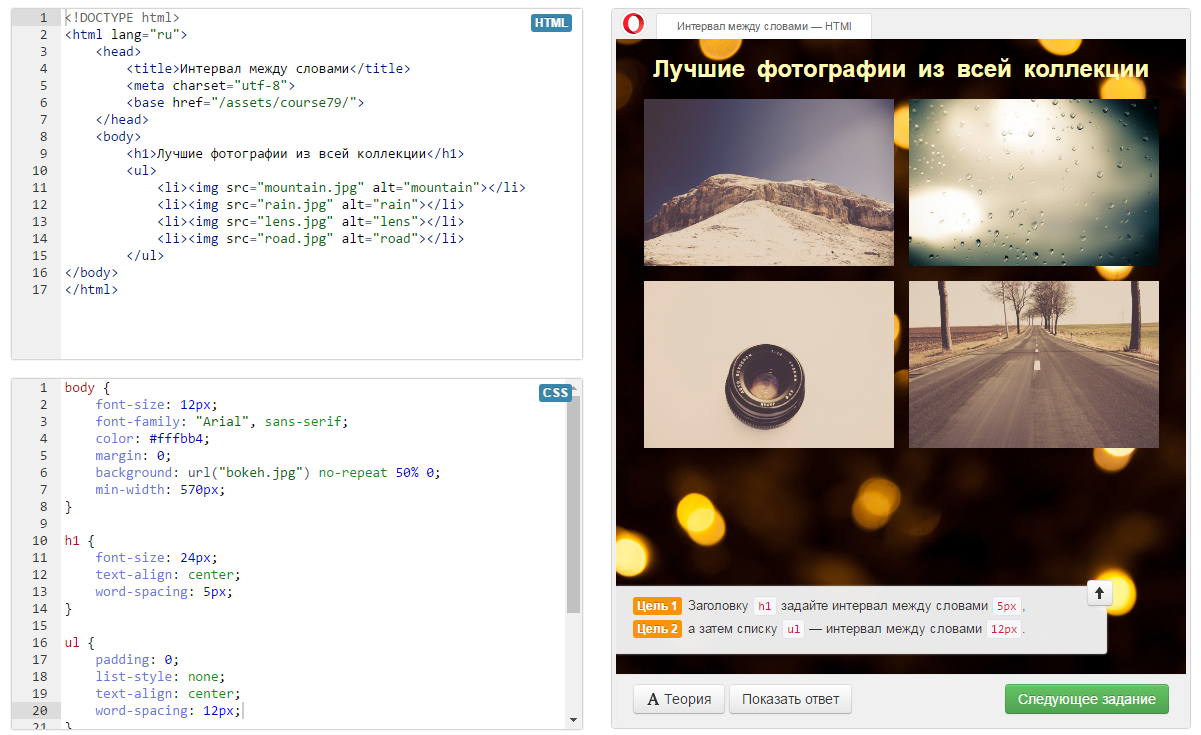 HTML
1 <!DOCTYPE html>
2 <html lang="ru">
3 <head>
4 <title>Интервал между словами</title>
5 <meta charset="utf-8">
6 <base href="/assets/course79/">
7 </head>
8 <body>
9 <h1>Лучшие фотографии из всей коллекции</h1>
10 <ul>
11 <li><img src="mountain.jpg" alt="mountain"></li>
12 <li><img src="rain.jpg" alt="rain"></li>
13 <li><img src="lens.jpg" alt="lens"></li>
14 <li><img src="road.jpg" alt="road"></li>
15 </ul>
16 </body>
17 </html>
CSS
1 body {
2 font-size: 12px;
3 font-family: "Arial", sans-serif;
4 color: #fffbb4;
5 margin: 0;
6 background: url("bokeh.jpg") no-repeat 50% 0;
7 min-width: 570px;
8 }
9
10 h1 {
11 font-size: 24px;
12 text-align: center;
13 word-spacing: 5px;
14 }
15
16 ul {
17 padding: 0;
18 list-style: none;
19 text-align: center;
20 word-spacing: 12px;
21 }
Интервал между словами — HTMl
Лучшие фотографии из всей коллекции
Цель 1 Заголовку h1 задайте интервал между словами 5px,
Цель 2 а затем списку ul — интервал между словами 12px.
A Теория
Показать ответ
Следующее задание